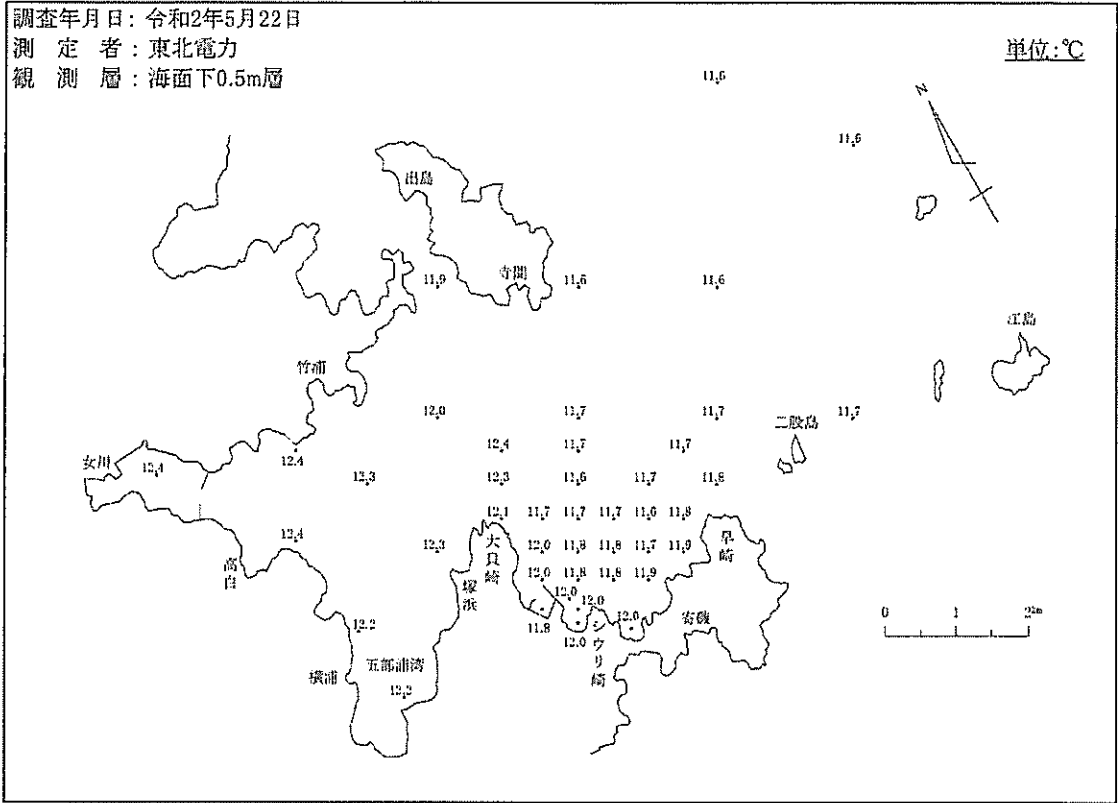 調査年月日：令和2年5月22日
測 定 者：東北電力
観 測 層：海面下0.5m層
単位：℃
11.6
N
11.6
出島
11.9
寺間
11.6
11.6
江島
竹浦
12.0
11.7
11.7
11.7
二股島
12.4
11.7
11.7
女川
12.4
12.4
12.3
12.3
11.6
11.7
11.8
12.1
11.7
11.7
11.7
11.6
11.8
12.4
高白
12.3
大貝崎
12.0
11.8
11.8
11.7
11.9
早崎
塚浜
12.0
11.8
11.8
11.9
12.0
12.0
11.8
12.0
12.0
シウリ崎
寄磯
0 1 2km
12.2
横浦
五部浦湾
12.2